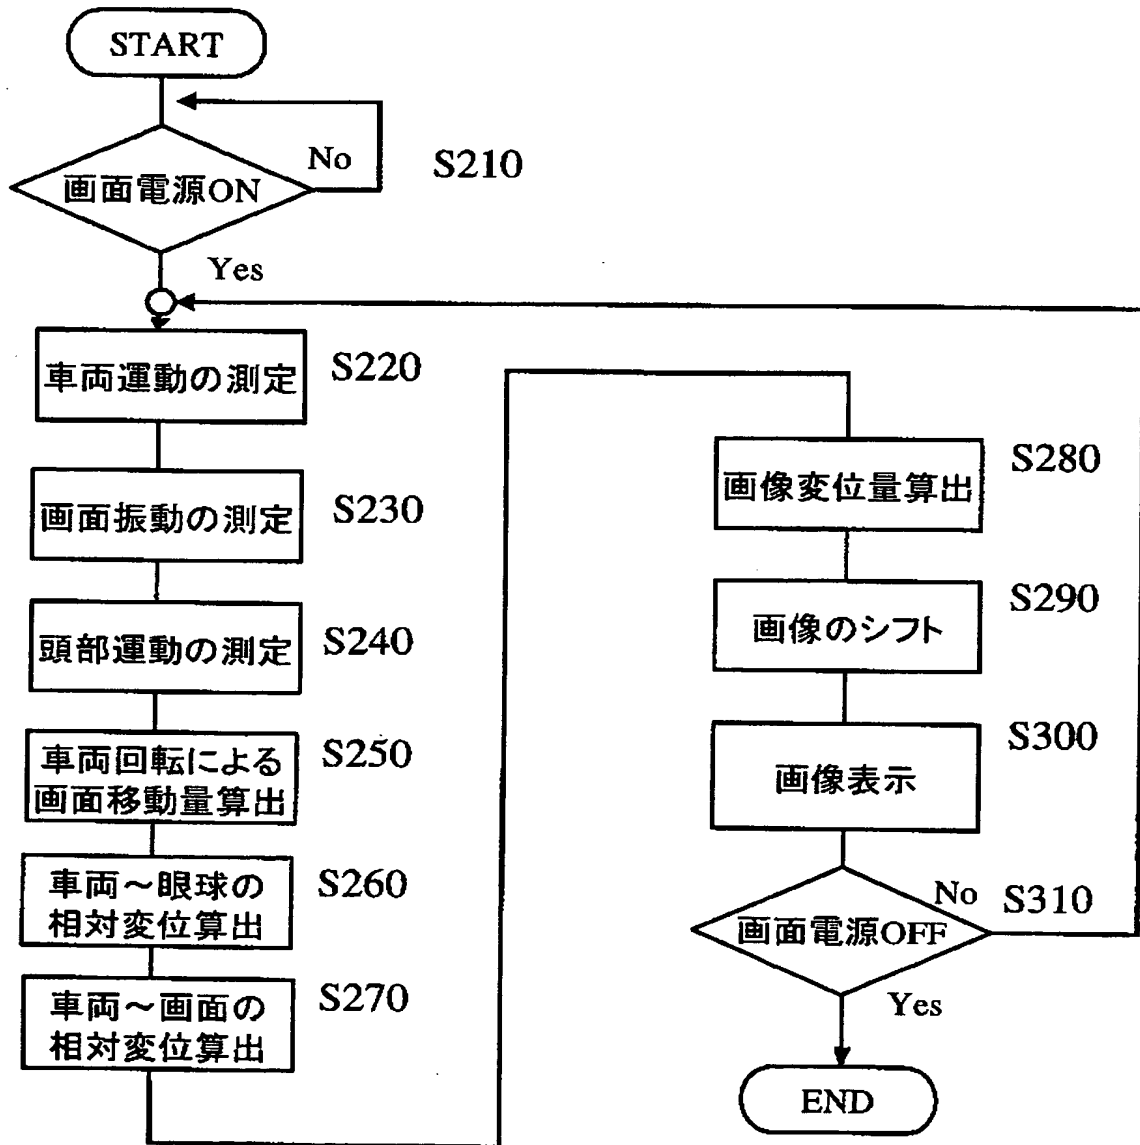 START
画面電源ON
No
S210
Yes
車両運動の測定
S220
画面振動の測定
S230
頭部運動の測定
S240
車両回転による
画面移動量算出
S250
車両～眼球の
相対変位算出
S260
車両～画面の
相対変位算出
S270
画像変位量算出
S280
画像のシフト
S290
画像表示
S300
画面電源OFF
No
S310
Yes
END